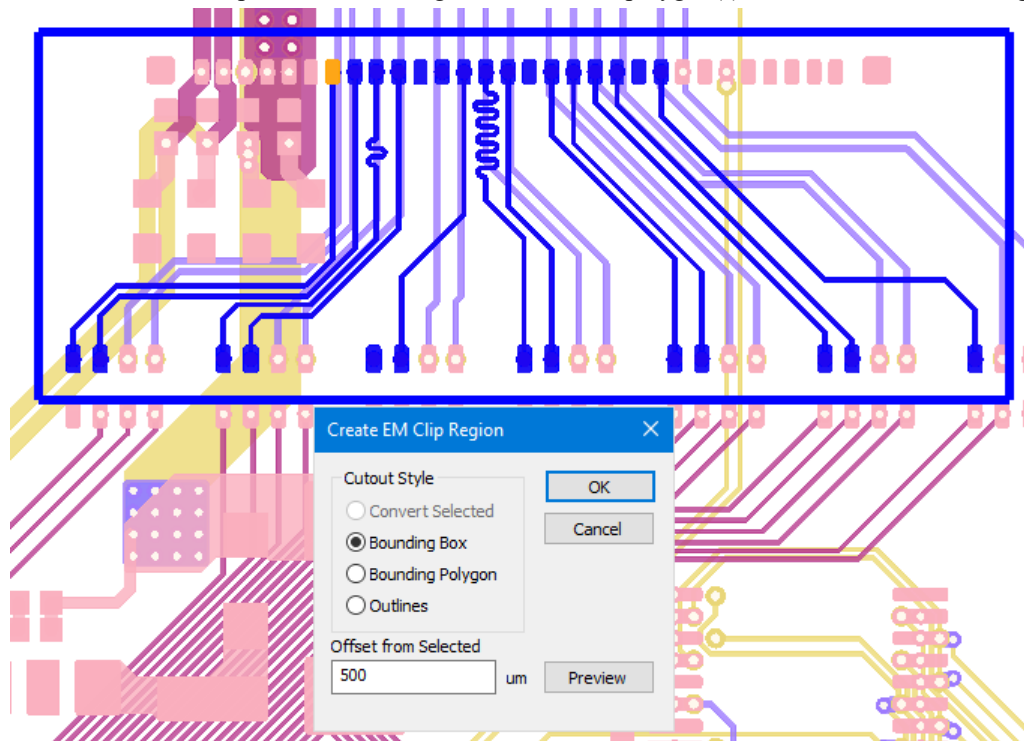 Create EM Clip Region
Cutout Style
Convert Selected
Bounding Box
Bounding Polygon
Outlines
OK
Cancel
Offset from Selected
500 um
Preview